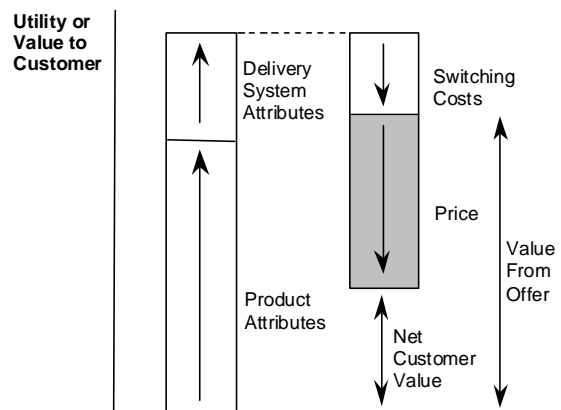 Utility or
Value to
Customer
Delivery
System
Attributes
Switching
Costs
Price
Value
From
Offer
Product
Attributes
Net
Customer
Value